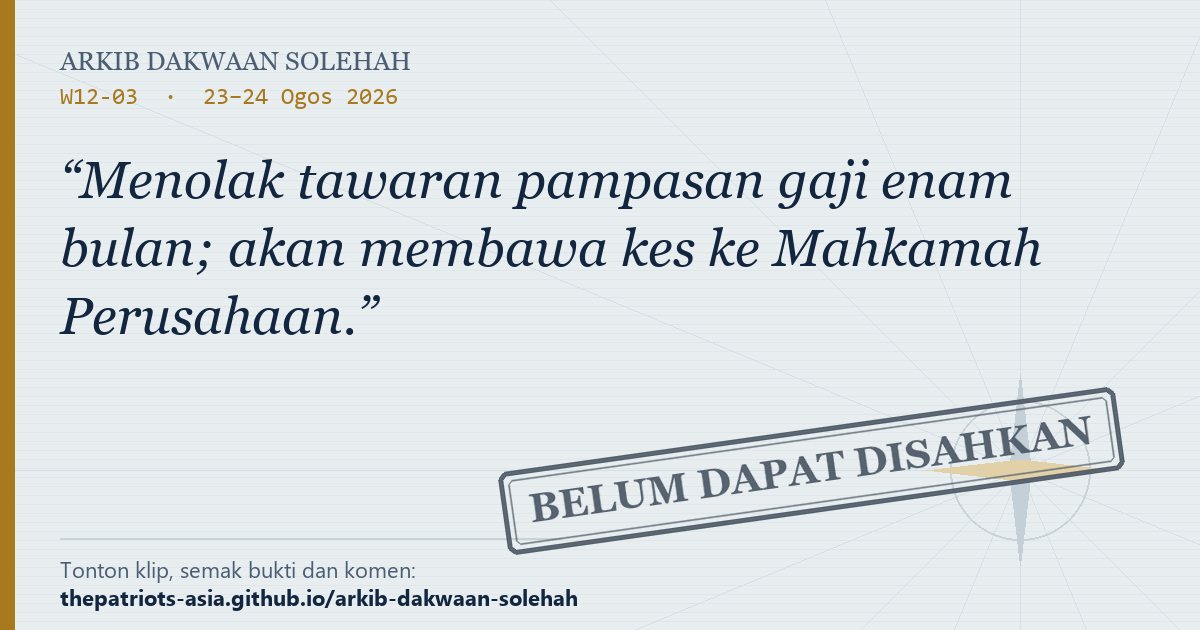 ARKIB DAKWAAN SOLEHAH
W12-03 · 23–24 Ogos 2026
“Menolak tawaran pampasan gaji enam
bulan; akan membawa kes ke Mahkamah
Perusahaan.”
BELUM DAPAT DISAHKAN
Tonton klip, semak bukti dan komen:
thepatriots-asia.github.io/arkib-dakwaan-solehah